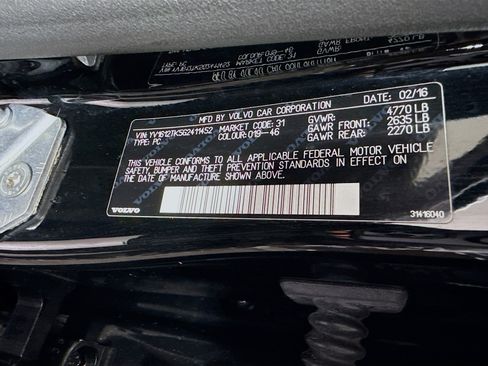 MFD BY VOLVO CAR CORPORATION DATE: 02/16
VIN: YV1612TK5G2411452 MARKET CODE: 31 GVWR: 4770 LB
TYPE: PC COLOUR: 019-46 GAWR FRONT: 2635 LB
GAWR REAR: 2270 LB
THIS VEHICLE CONFORMS TO ALL APPLICABLE FEDERAL MOTOR VEHICLE
SAFETY, BUMPER AND THEFT PREVENTION STANDARDS IN EFFECT ON
THE DATE OF MANUFACTURE SHOWN ABOVE.
VOLVO 31416040